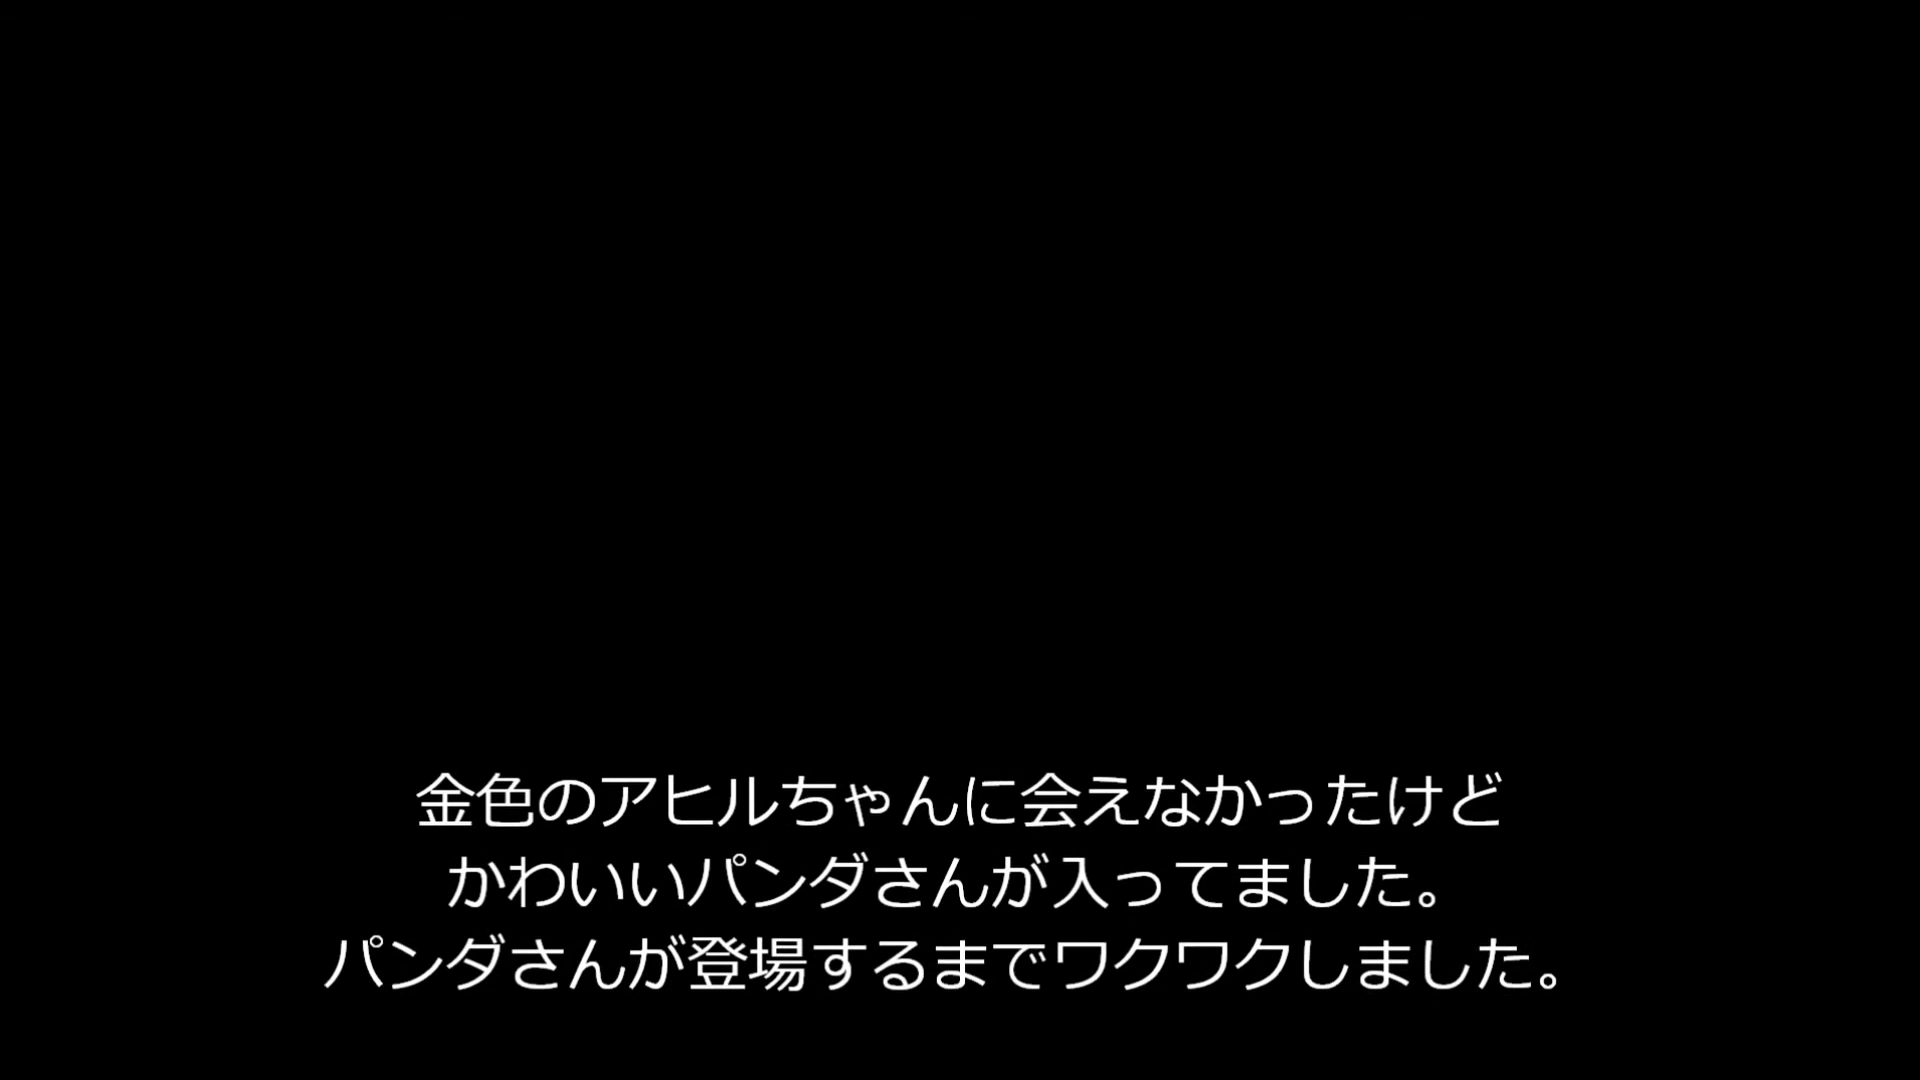 金色のアヒルちゃんに会えなかったけど
かわいいパンダさんが入ってました。
パンダさんが登場するまでワクワクしました。